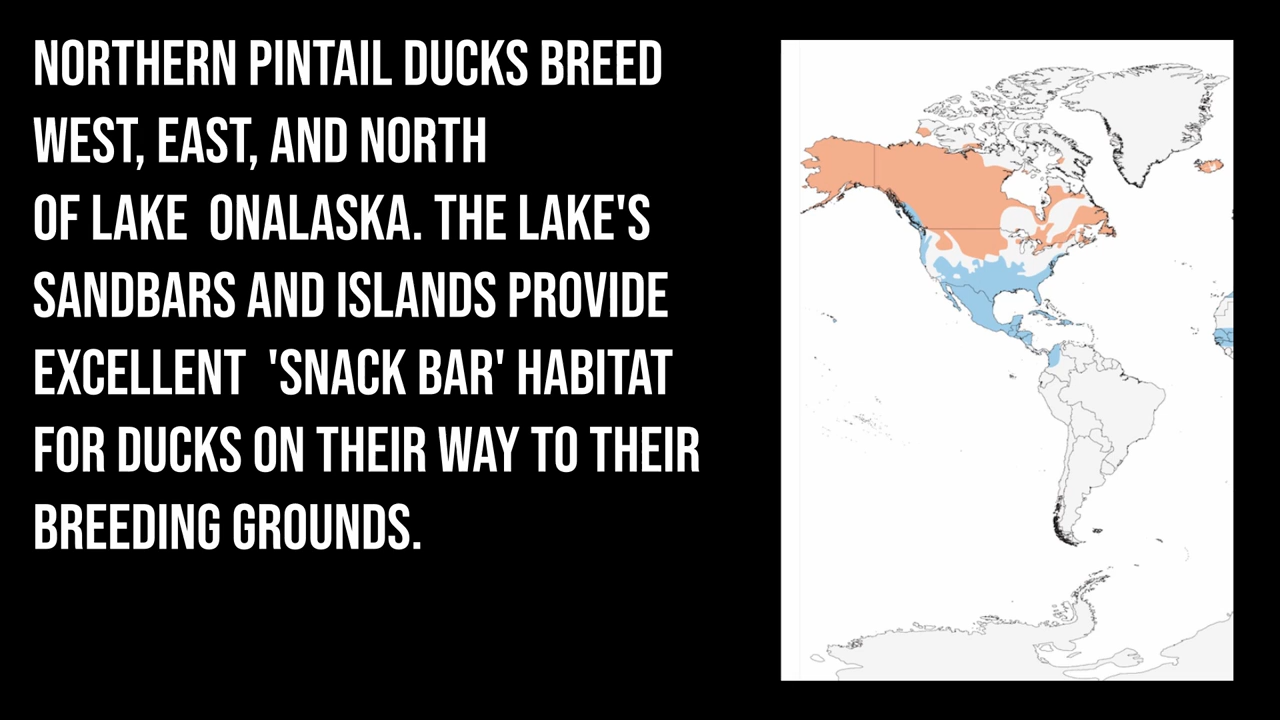 NORTHERN PINTAIL DUCKS BREED
WEST, EAST, AND NORTH
OF LAKE  ONALASKA. THE LAKE'S
SANDBARS AND ISLANDS PROVIDE
EXCELLENT  'SNACK BAR' HABITAT
FOR DUCKS ON THEIR WAY TO THEIR
BREEDING GROUNDS.